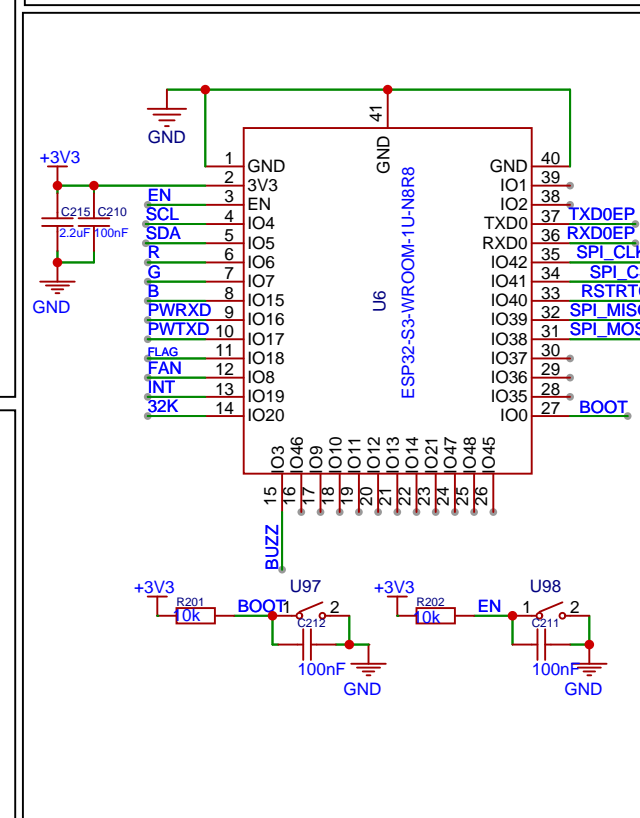 GND
41
GND
+3V3
C215
2.2uF
C210
100nF
GND
U6
ESP32-S3-WROOM-1U-N8R8
1 GND
2 3V3
EN 3 EN
SCL 4 IO4
SDA 5 IO5
R 6 IO6
G 7 IO7
B 8 IO15
PWRXD 9 IO16
PWTXD 10 IO17
FLAG 11 IO18
FAN 12 IO8
INT 13 IO19
32K 14 IO20
GND 40
IO1 39
IO2 38
TXD0 37 TXD0EP
RXD0 36 RXD0EP
IO42 35 SPI_CLK
IO41 34 SPI_C
IO40 33 RSTRT
IO39 32 SPI_MIS
IO38 31 SPI_MOS
IO37 30
IO36 29
IO35 28
IO0 27 BOOT
IO3 IO46 IO9 IO10 IO11 IO12 IO13 IO14 IO21 IO47 IO48 IO45
15 16 17 18 19 20 21 22 23 24 25 26
BUZZ
+3V3
R201
10k
BOOT
U97
1 2
C212
100nF
GND
+3V3
R202
10k
EN
U98
1 2
C211
100nF
GND